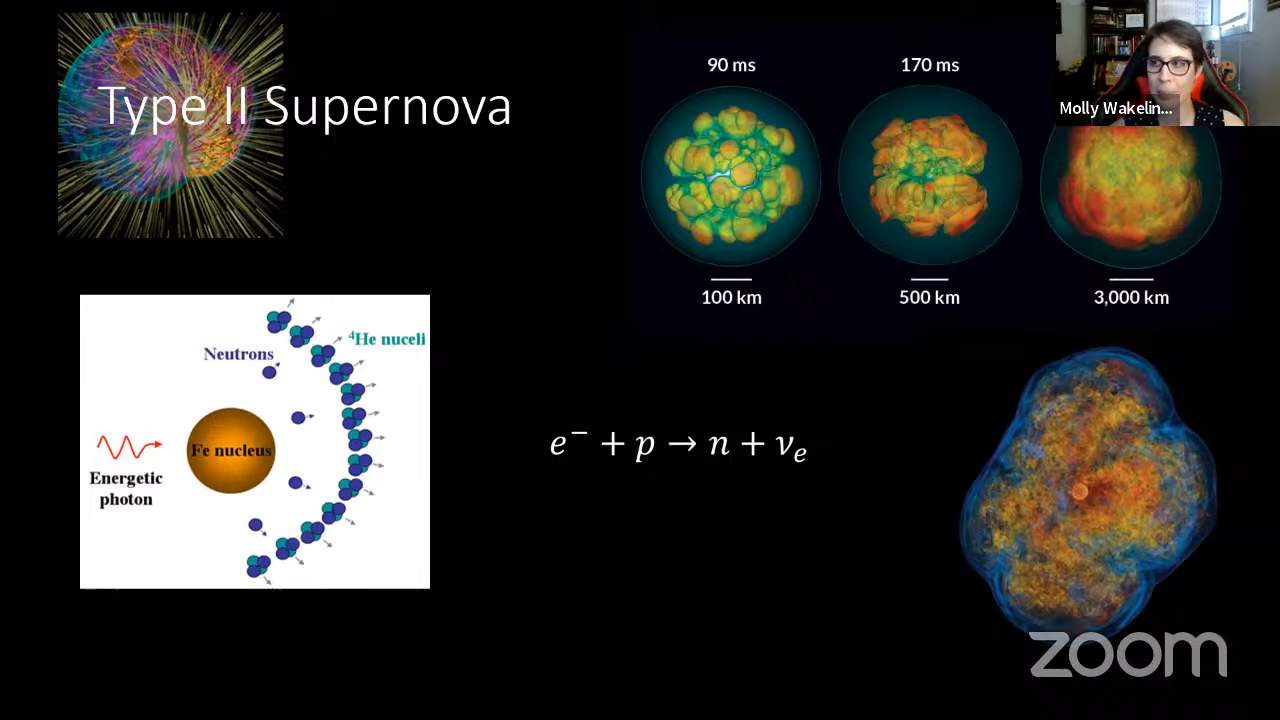 Type II Supernova
90 ms
170 ms
Molly Wakelin...
100 km
500 km
3,000 km
⁴He nuceli
Neutrons
Fe nucleus
Energetic
photon
e⁻ + p → n + νₑ
zoom